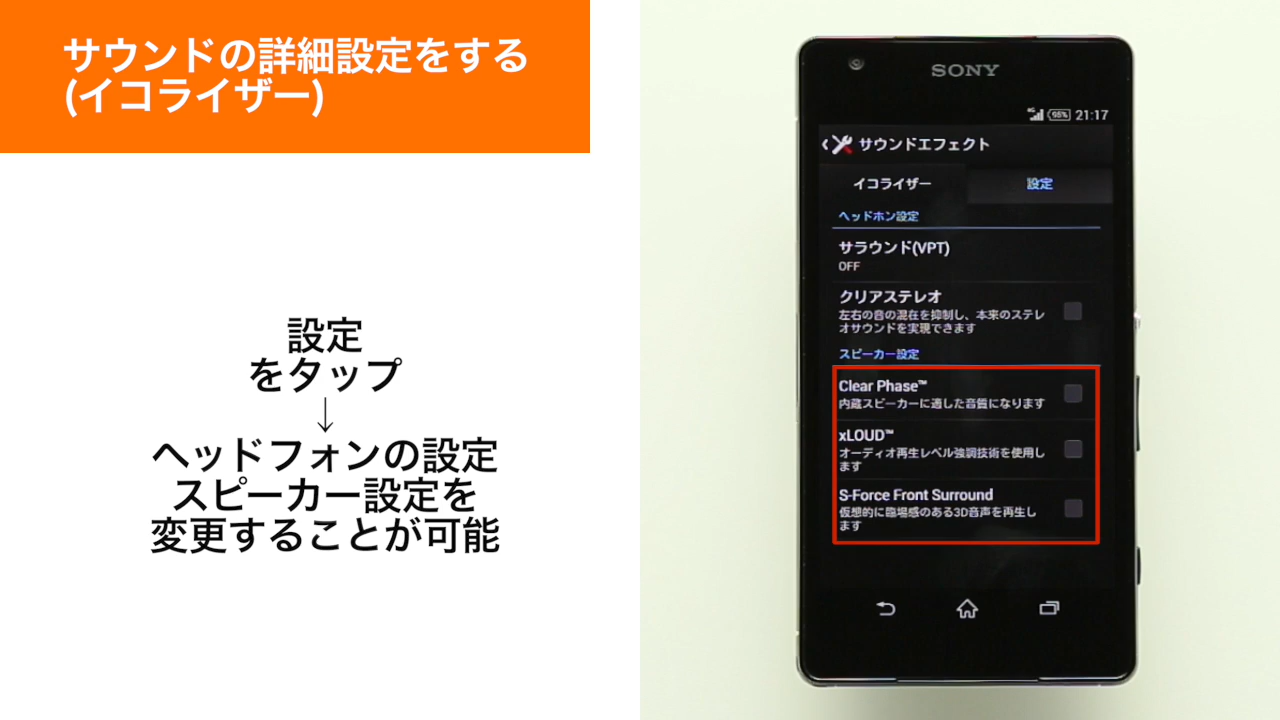 サウンドの詳細設定をする
(イコライザー)
設定
をタップ
↓
ヘッドフォンの設定
スピーカー設定を
変更することが可能
SONY
4G 98% 21:17
サウンドエフェクト
イコライザー 設定
ヘッドホン設定
サラウンド(VPT)
OFF
クリアステレオ
左右の音の混在を抑制し、本来のステレ
オサウンドを実現できます
スピーカー設定
Clear Phase™
内蔵スピーカーに適した音質になります
xLOUD™
オーディオ再生レベル強調技術を使用し
ます
S-Force Front Surround
仮想的に臨場感のある3D音声を再生し
ます